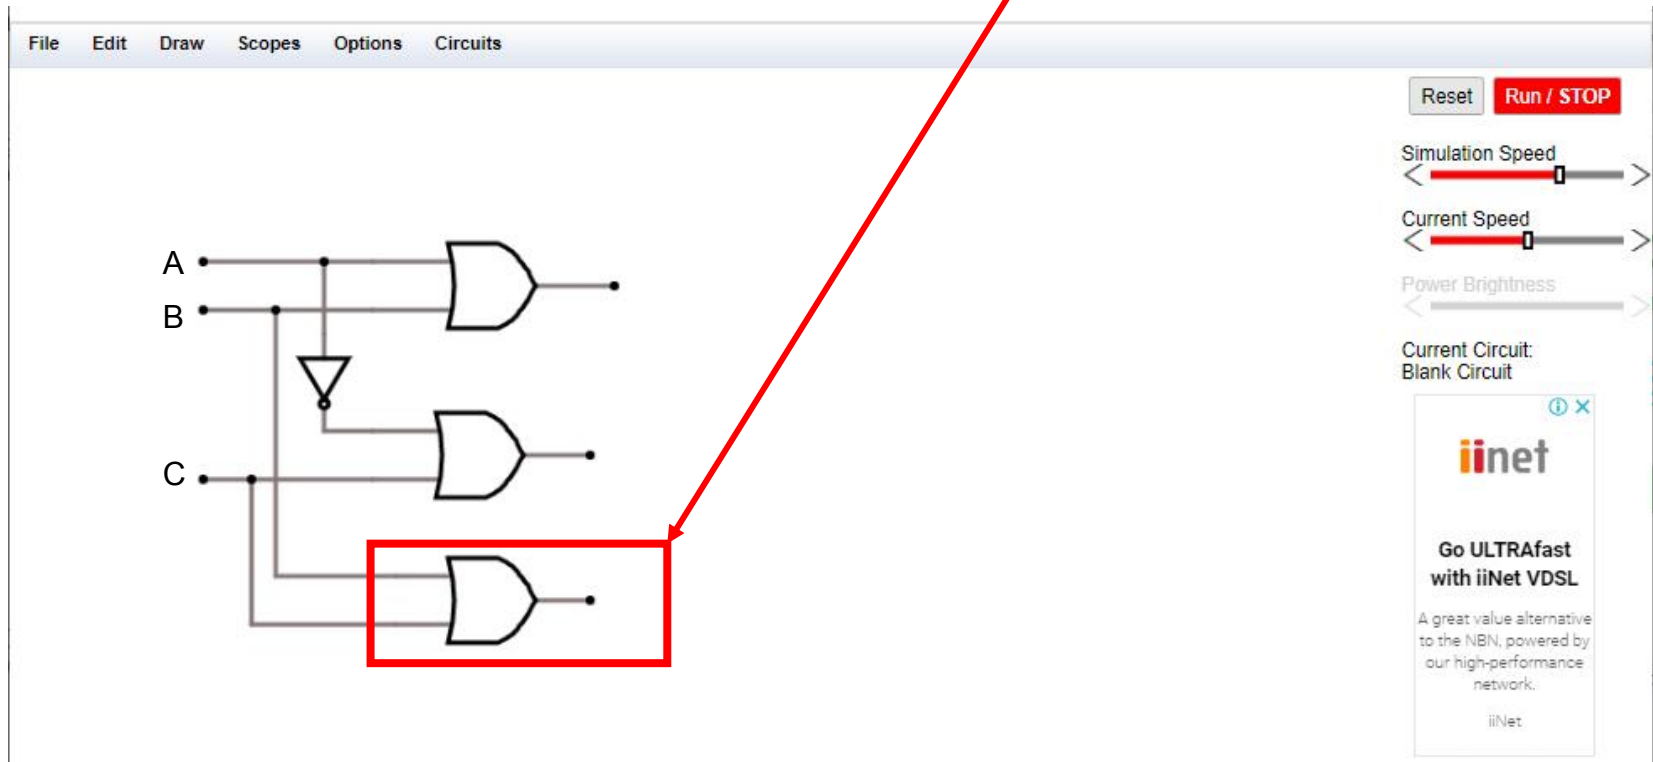 File Edit Draw Scopes Options Circuits
Reset Run / STOP
Simulation Speed
Current Speed
Power Brightness
Current Circuit:
Blank Circuit
A
B
C
iinet
Go ULTRAfast
with iiNet VDSL
A great value alternative
to the NBN, powered by
our high-performance
network.
iiNet